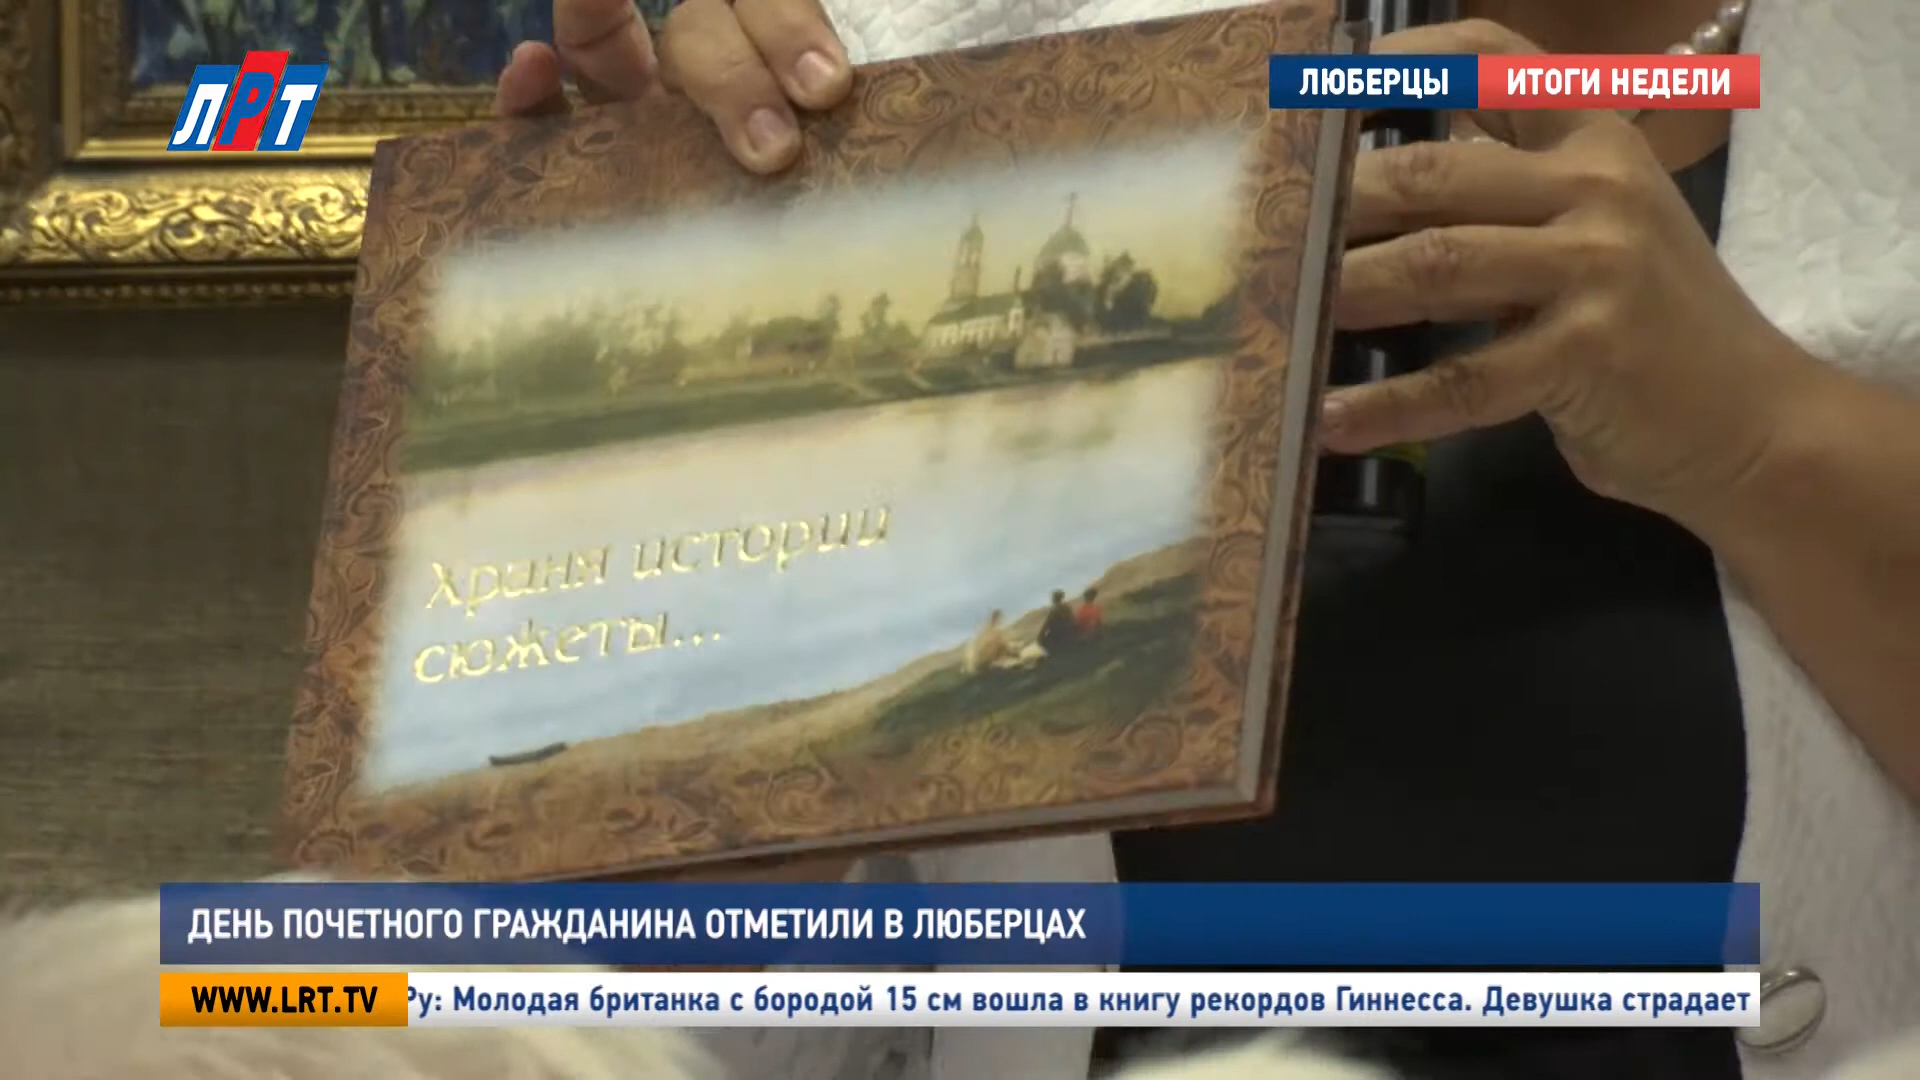 ЛРТ
ЛЮБЕРЦЫ ИТОГИ НЕДЕЛИ
Храня истории
сюжеты...
ДЕНЬ ПОЧЕТНОГО ГРАЖДАНИНА ОТМЕТИЛИ В ЛЮБЕРЦАХ
WWW.LRT.TV Ру: Молодая британка с бородой 15 см вошла в книгу рекордов Гиннесса. Девушка страдает